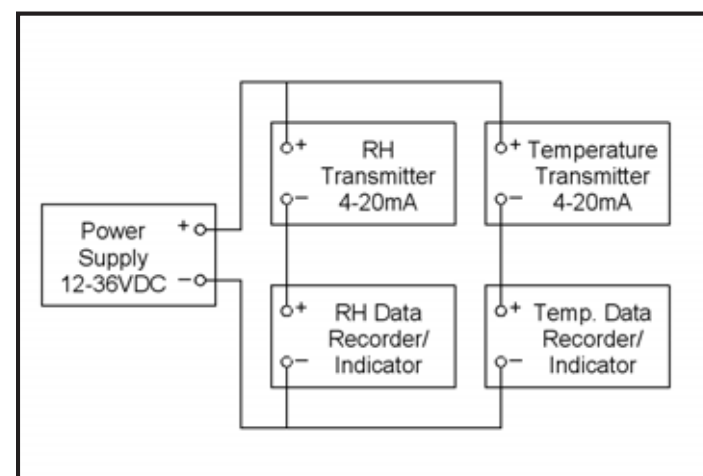 + RH
Transmitter
− 4-20mA
+ Temperature
Transmitter
− 4-20mA
Power +
Supply
12-36VDC −
+ RH Data
Recorder/
− Indicator
+ Temp. Data
Recorder/
− Indicator